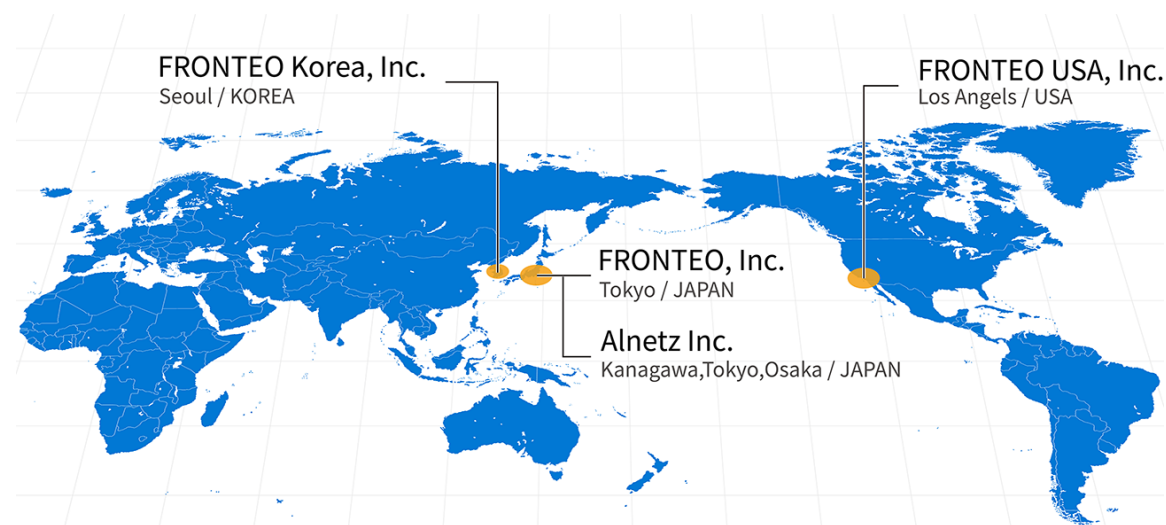 FRONTEO Korea, Inc.
Seoul / KOREA
FRONTEO USA, Inc.
Los Angels / USA
FRONTEO, Inc.
Tokyo / JAPAN
Alnetz Inc.
Kanagawa,Tokyo,Osaka / JAPAN